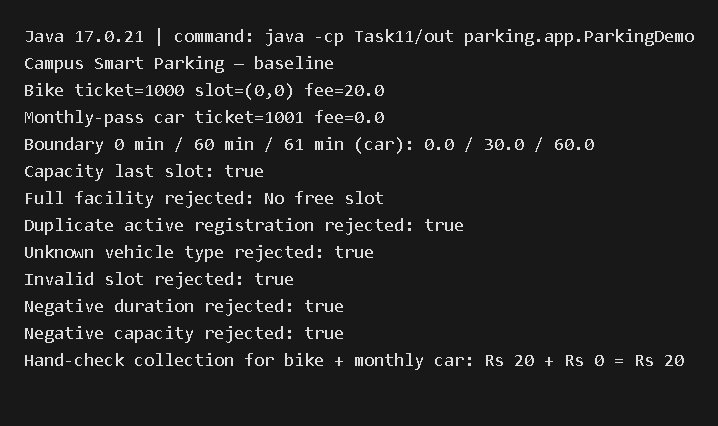 Java 17.0.21 | command: java -cp Task11/out parking.app.ParkingDemo
Campus Smart Parking — baseline
Bike ticket=1000 slot=(0,0) fee=20.0
Monthly-pass car ticket=1001 fee=0.0
Boundary 0 min / 60 min / 61 min (car): 0.0 / 30.0 / 60.0
Capacity last slot: true
Full facility rejected: No free slot
Duplicate active registration rejected: true
Unknown vehicle type rejected: true
Invalid slot rejected: true
Negative duration rejected: true
Negative capacity rejected: true
Hand-check collection for bike + monthly car: Rs 20 + Rs 0 = Rs 20